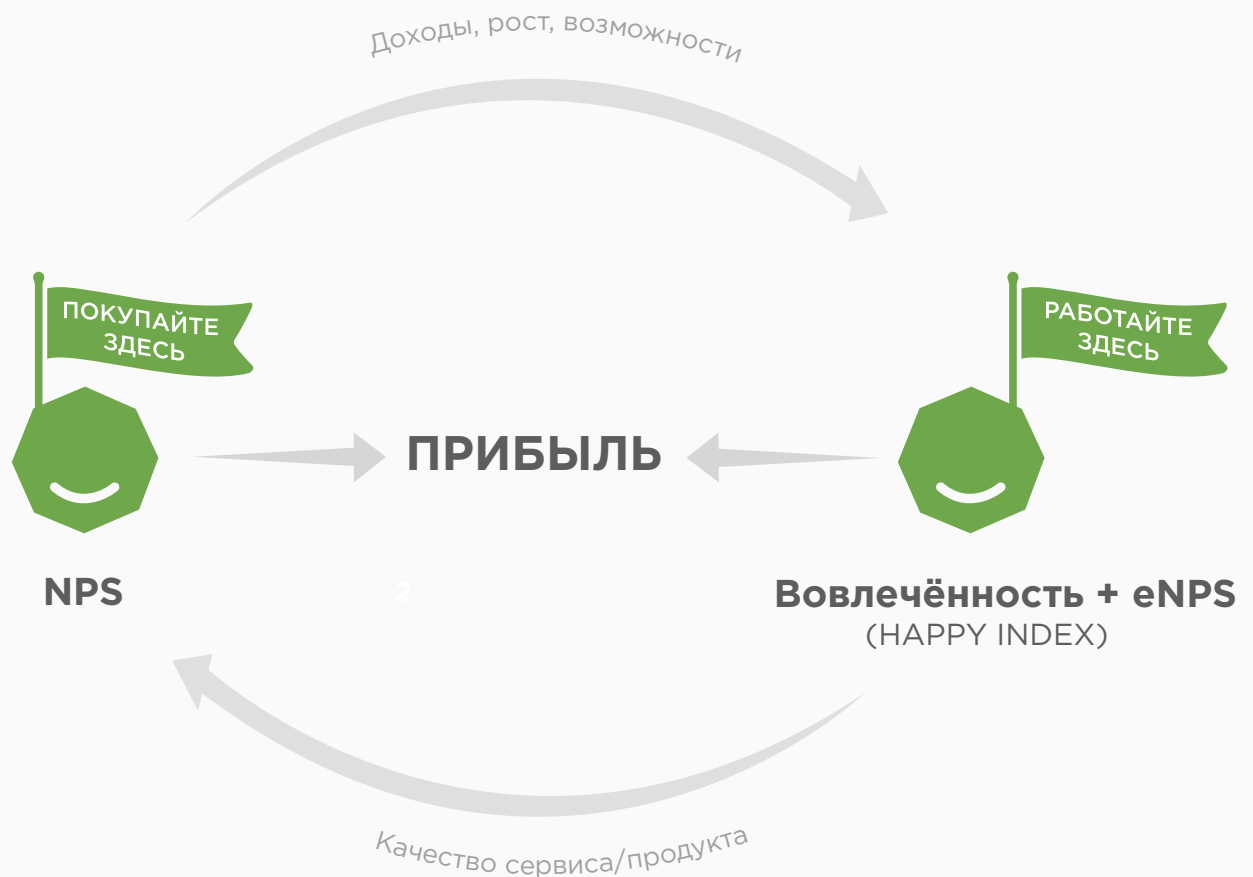 Доходы, рост, возможности
ПОКУПАЙТЕ
ЗДЕСЬ
РАБОТАЙТЕ
ЗДЕСЬ
ПРИБЫЛЬ
NPS
2
Вовлечённость + eNPS
(HAPPY INDEX)
Качество сервиса/продукта